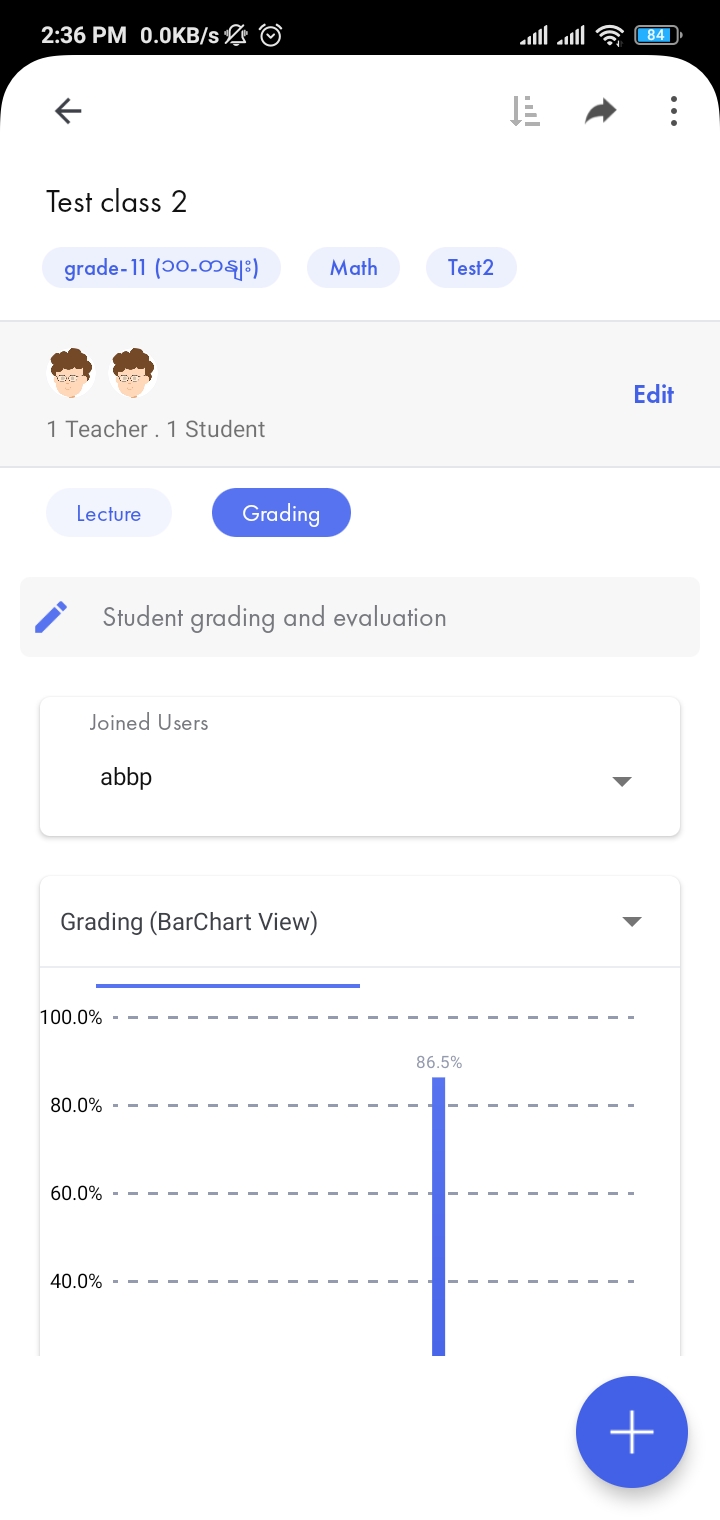 2:36 PM 0.0KB/s 84
Test class 2
grade-11 (၁၀-တန်း) Math Test2
1 Teacher . 1 Student
Edit
Lecture Grading
Student grading and evaluation
Joined Users
abbp
Grading (BarChart View)
100.0%
86.5%
80.0%
60.0%
40.0%